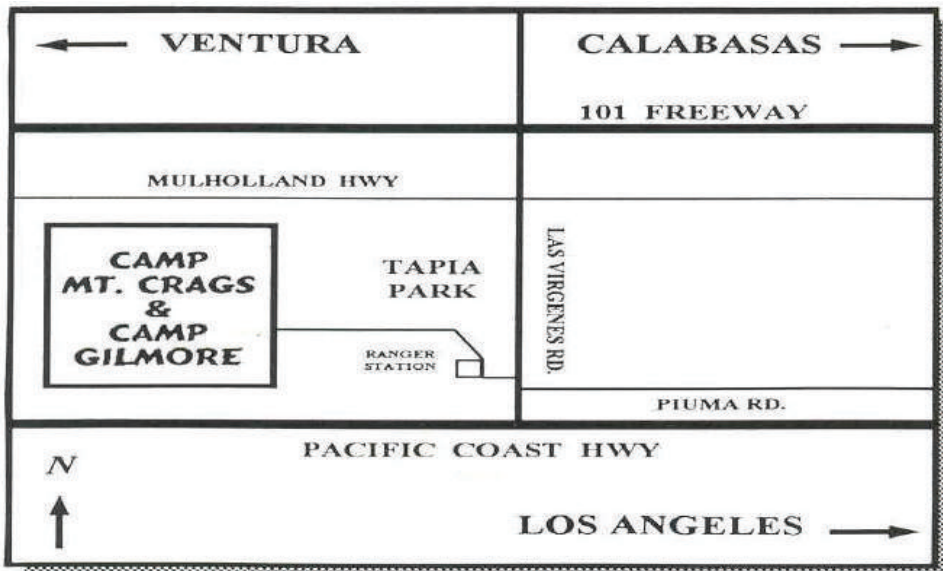 VENTURA
CALABASAS
101 FREEWAY
MULHOLLAND HWY
CAMP
MT. CRAGS
&
CAMP
GILMORE
TAPIA
PARK
LAS VIRGENES RD.
RANGER
STATION
PIUMA RD.
PACIFIC COAST HWY
N
LOS ANGELES